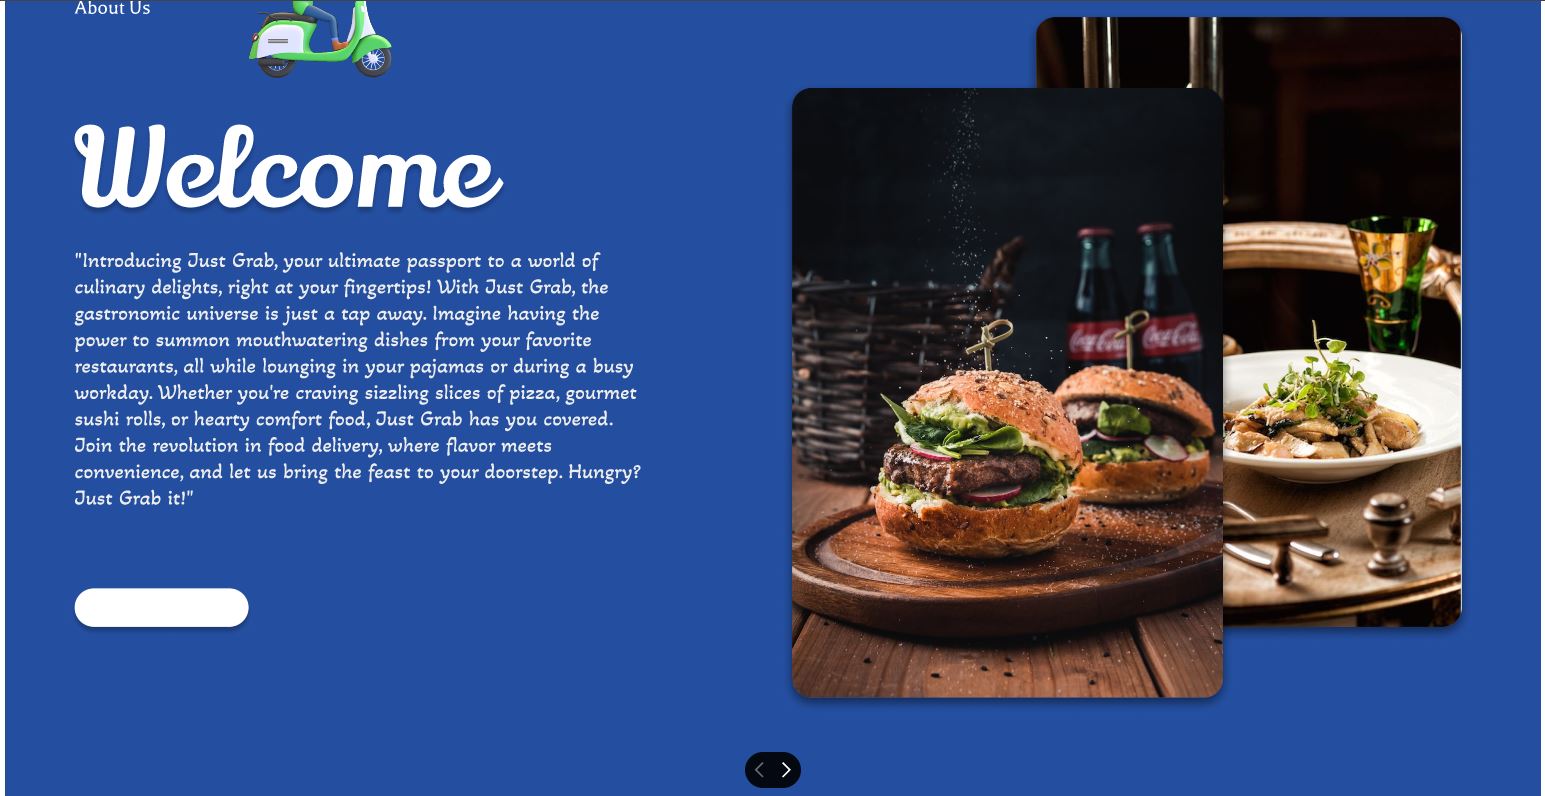 About Us
Welcome
"Introducing Just Grab, your ultimate passport to a world of
culinary delights, right at your fingertips! With Just Grab, the
gastronomic universe is just a tap away. Imagine having the
power to summon mouthwatering dishes from your favorite
restaurants, all while lounging in your pajamas or during a busy
workday. Whether you're craving sizzling slices of pizza, gourmet
sushi rolls, or hearty comfort food, Just Grab has you covered.
Join the revolution in food delivery, where flavor meets
convenience, and let us bring the feast to your doorstep. Hungry?
Just Grab it!"
Coca-Cola
Coca-Cola